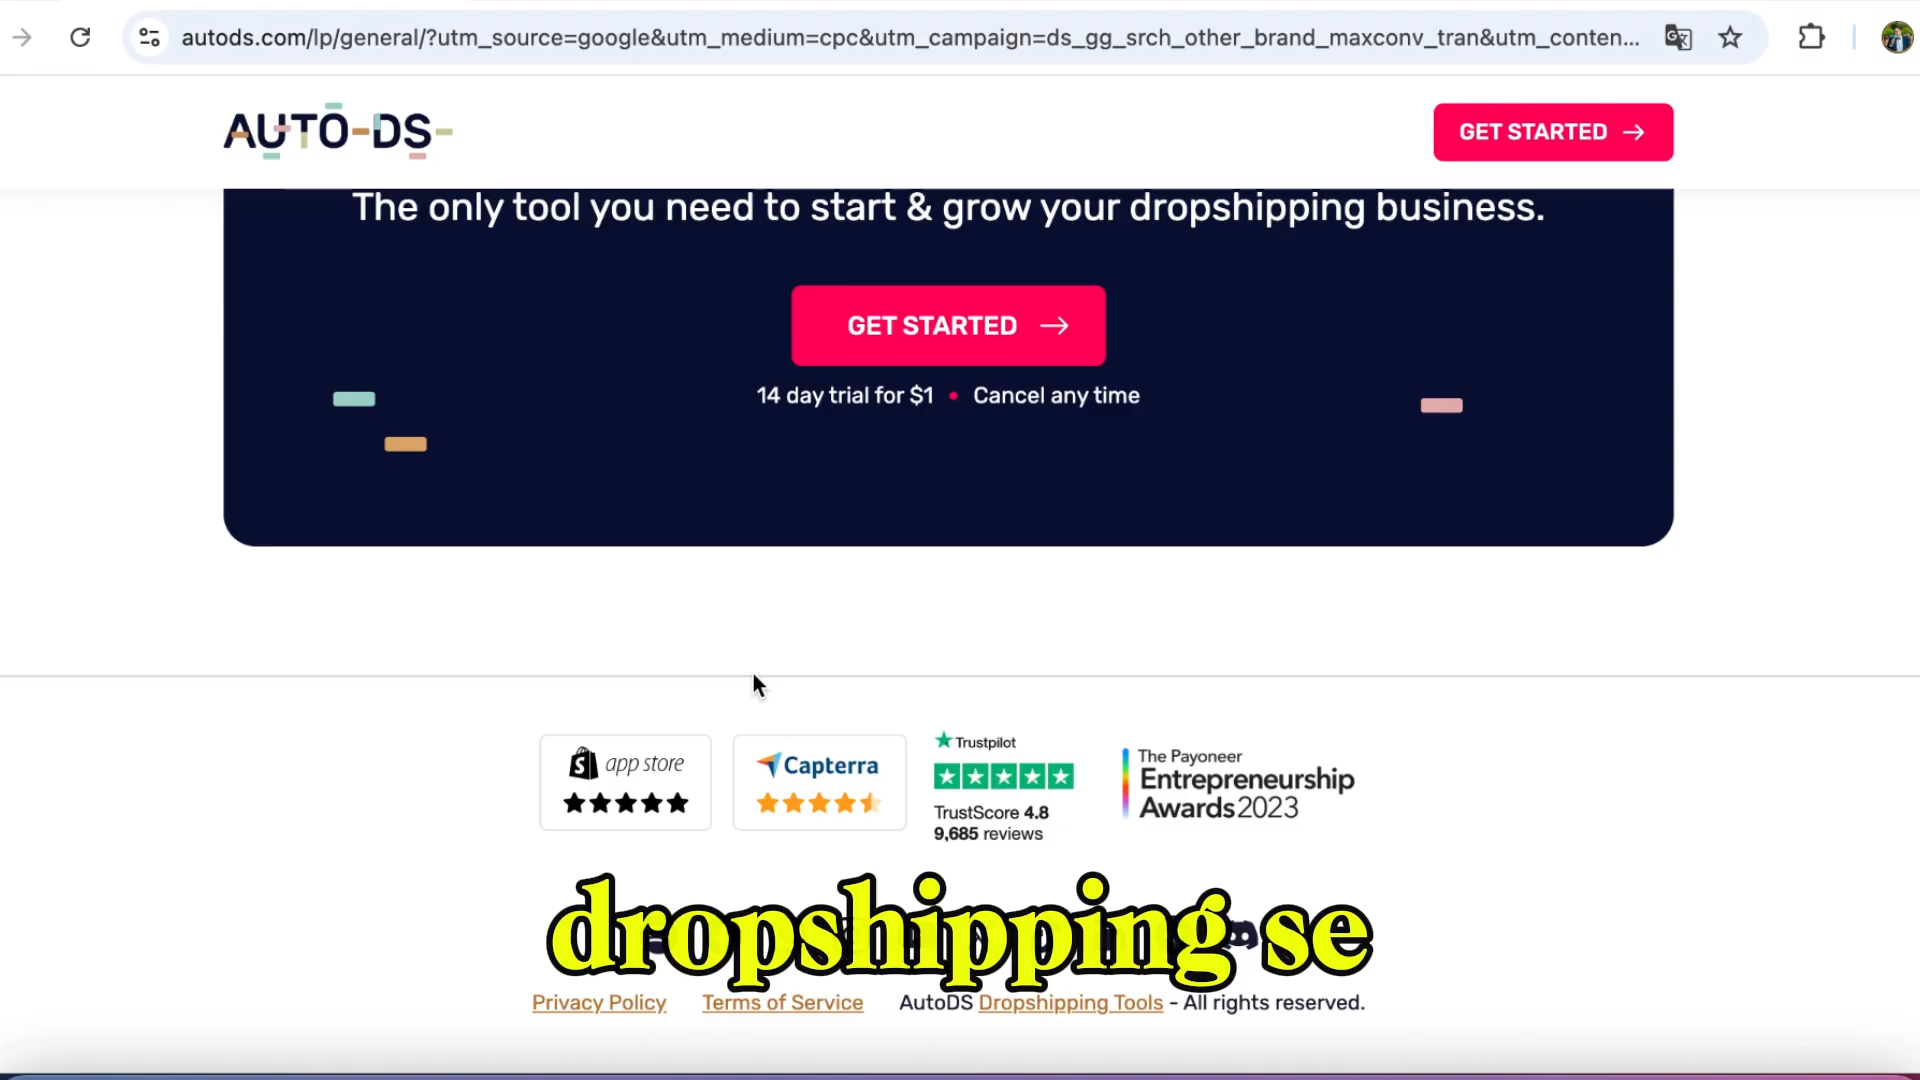 autods.com/lp/general/?utm_source=google&utm_medium=cpc&utm_campaign=ds_gg_srch_other_brand_maxconv_tran&utm_conten...
AUTO-DS-
GET STARTED →
The only tool you need to start & grow your dropshipping business.
GET STARTED →
14 day trial for $1 • Cancel any time
app store
Capterra
Trustpilot
TrustScore 4.8
9,685 reviews
The Payoneer
Entrepreneurship
Awards2023
dropshipping se
Privacy Policy Terms of Service AutoDS Dropshipping Tools - All rights reserved.